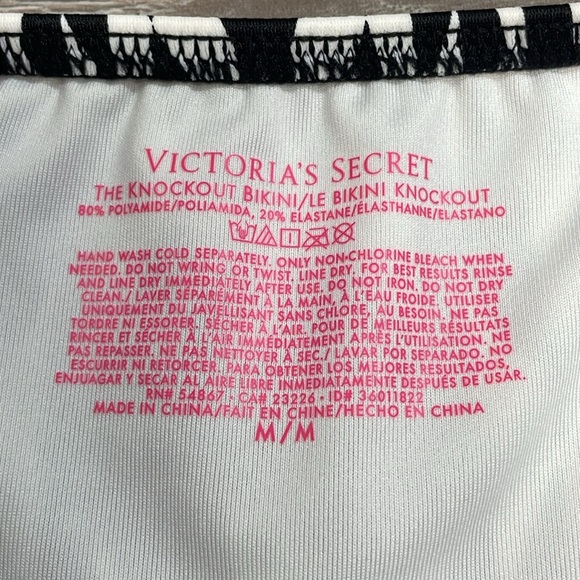 VICTORIA'S SECRET
THE KNOCKOUT BIKINI/LE BIKINI KNOCKOUT
80% POLYAMIDE/POLIAMIDA, 20% ELASTANE/ÉLASTHANNE/ELASTANO
HAND WASH COLD SEPARATELY. ONLY NON-CHLORINE BLEACH WHEN
NEEDED. DO NOT WRING OR TWIST. LINE DRY. FOR BEST RESULTS RINSE
AND LINE DRY IMMEDIATELY AFTER USE. DO NOT IRON. DO NOT DRY
CLEAN./ LAVER SÉPARÉMENT À LA MAIN, À L'EAU FROIDE. UTILISER
UNIQUEMENT DU JAVELLISANT SANS CHLORE, AU BESOIN. NE PAS
TORDRE NI ESSORER. SÉCHER À L'AIR. POUR DE MEILLEURS RÉSULTATS
RINCER ET SÉCHER À L'AIR IMMÉDIATEMENT APRÈS USAGE. NE
PAS REPASSER. NE PAS NETTOYER À SEC./ LAVAR POR SEPARADO. NO
ESCURRIR NI RETORCER. PARA OBTENER LOS MEJORES RESULTADOS,
ENJUAGAR Y SECAR AL AIRE LIBRE IMMEDIATAMENTE DESPUÉS DE USAR.
RN# 54867 - CA# 23226 - ID# 36011822
MADE IN CHINA/FAIT EN CHINE/HECHO EN CHINA
M/M